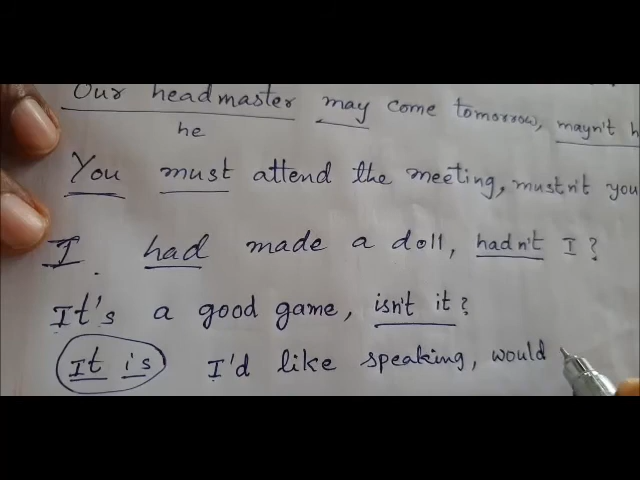 Our headmaster may come tomorrow, mayn't h
he
You must attend the meeting, mustn't you
I had made a doll, hadn't I?
It's a good game, isn't it?
It is I'd like speaking, would